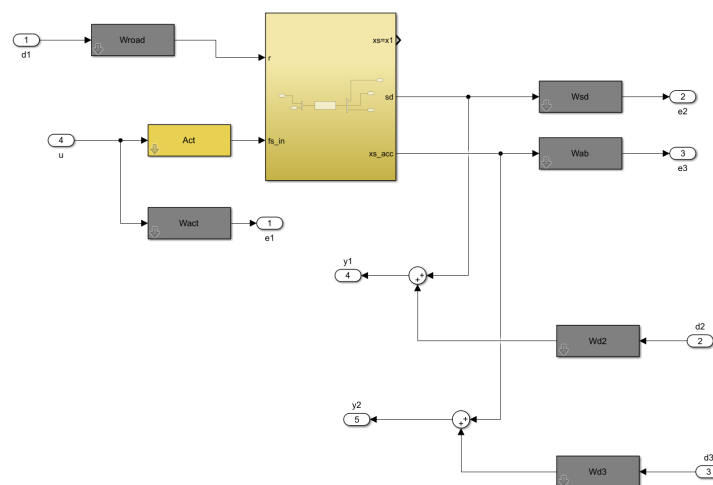 1
d1
Wroad
r
xs=x1
sd
xs_acc
fs_in
4
u
Act
Wact
1
e1
Wsd
2
e2
Wab
3
e3
y1
4
+
+
Wd2
d2
2
y2
5
+
+
Wd3
d3
3